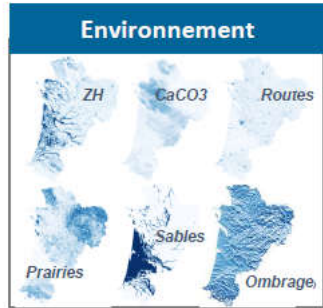 Environnement
ZH
CaCO3
Routes
Prairies
Sables
Ombrage